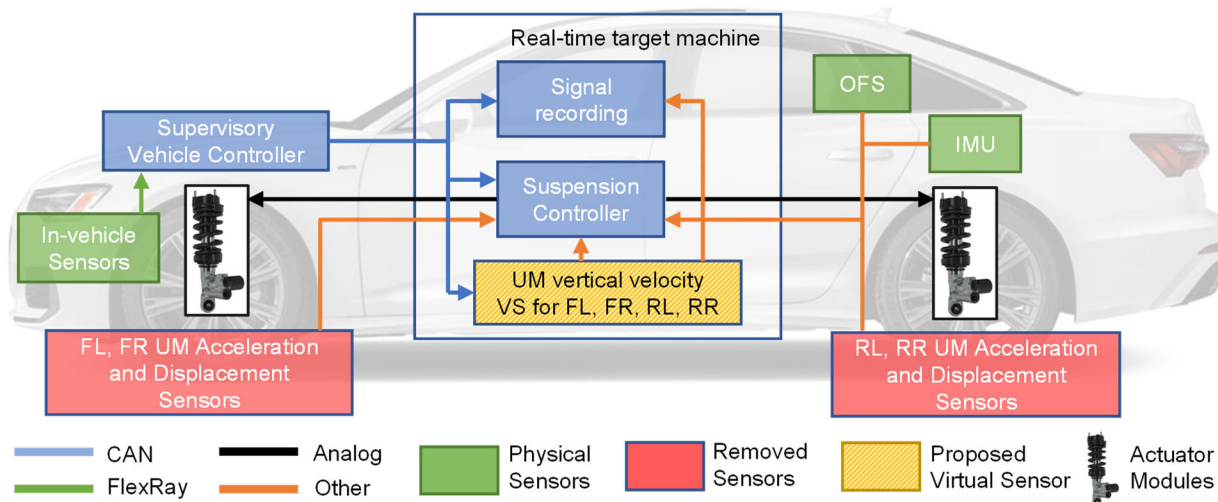 Real-time target machine
Signal
recording
OFS
Supervisory
Vehicle Controller
IMU
Suspension
Controller
In-vehicle
Sensors
UM vertical velocity
VS for FL, FR, RL, RR
FL, FR UM Acceleration
and Displacement
Sensors
RL, RR UM Acceleration
and Displacement
Sensors
CAN
FlexRay
Analog
Other
Physical
Sensors
Removed
Sensors
Proposed
Virtual Sensor
Actuator
Modules